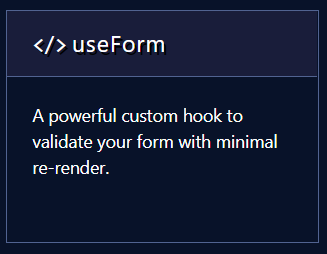 </> useForm
A powerful custom hook to
validate your form with minimal
re-render.